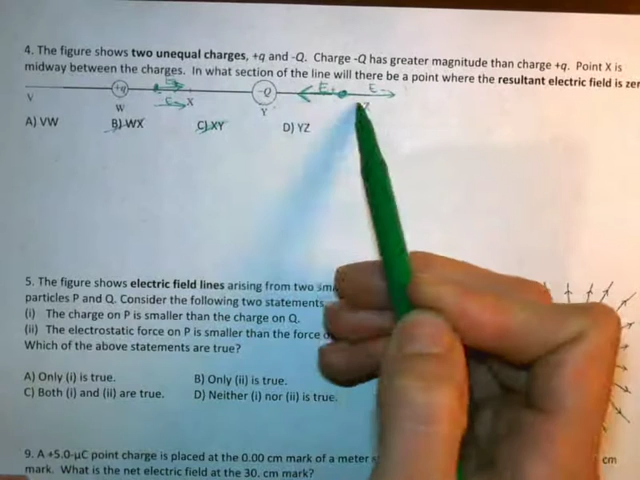 4. The figure shows two unequal charges, +q and -Q. Charge -Q has greater magnitude than charge +q. Point X is
midway between the charges. In what section of the line will there be a point where the resultant electric field is zer
+q -Q E+ E-
V W X Y Z
A) VW B) WX C) XY D) YZ
5. The figure shows electric field lines arising from two sma
particles P and Q. Consider the following two statements
(i) The charge on P is smaller than the charge on Q.
(ii) The electrostatic force on P is smaller than the force o
Which of the above statements are true?
A) Only (i) is true. B) Only (ii) is true.
C) Both (i) and (ii) are true. D) Neither (i) nor (ii) is true.
9. A +5.0-μC point charge is placed at the 0.00 cm mark of a meter cm
mark. What is the net electric field at the 30. cm mark?